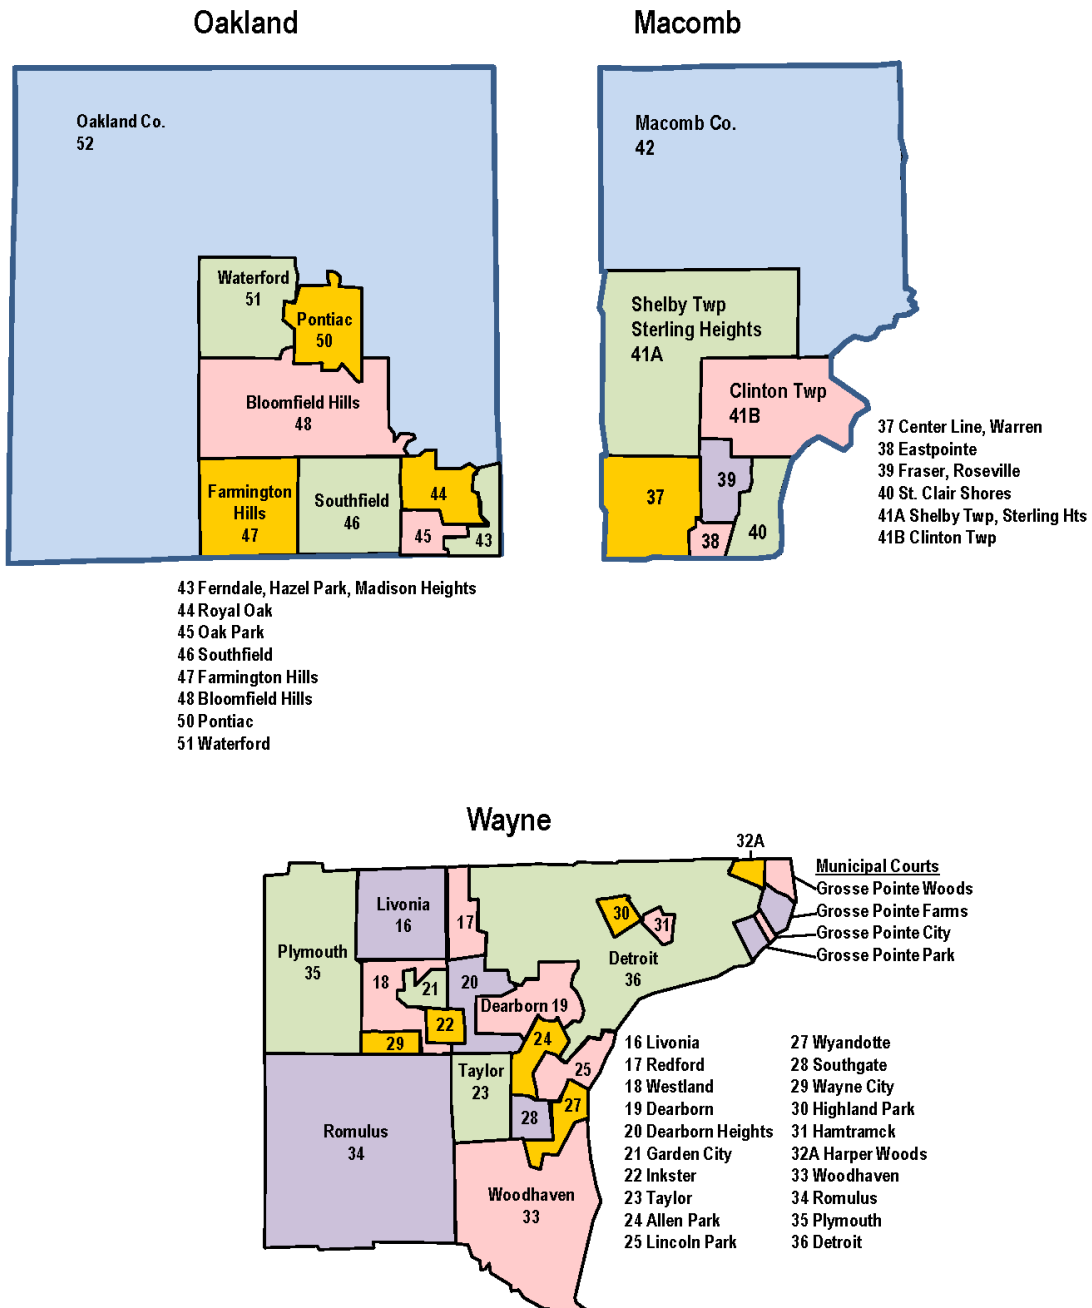 Oakland
Macomb
Oakland Co.
52
Macomb Co.
42
Waterford
51
Pontiac
50
Bloomfield Hills
48
Farmington
Hills
47
Southfield
46
44
45
43
Shelby Twp
Sterling Heights
41A
Clinton Twp
41B
37
39
38
40
37 Center Line, Warren
38 Eastpointe
39 Fraser, Roseville
40 St. Clair Shores
41A Shelby Twp, Sterling Hts
41B Clinton Twp
43 Ferndale, Hazel Park, Madison Heights
44 Royal Oak
45 Oak Park
46 Southfield
47 Farmington Hills
48 Bloomfield Hills
50 Pontiac
51 Waterford
Wayne
32A
Municipal Courts
Grosse Pointe Woods
Grosse Pointe Farms
Grosse Pointe City
Grosse Pointe Park
Livonia
16
17
30
31
Plymouth
35
Detroit
36
18
21
20
Dearborn 19
22
29
24
25
Taylor
23
28
27
Romulus
34
Woodhaven
33
16 Livonia
17 Redford
18 Westland
19 Dearborn
20 Dearborn Heights
21 Garden City
22 Inkster
23 Taylor
24 Allen Park
25 Lincoln Park
27 Wyandotte
28 Southgate
29 Wayne City
30 Highland Park
31 Hamtramck
32A Harper Woods
33 Woodhaven
34 Romulus
35 Plymouth
36 Detroit